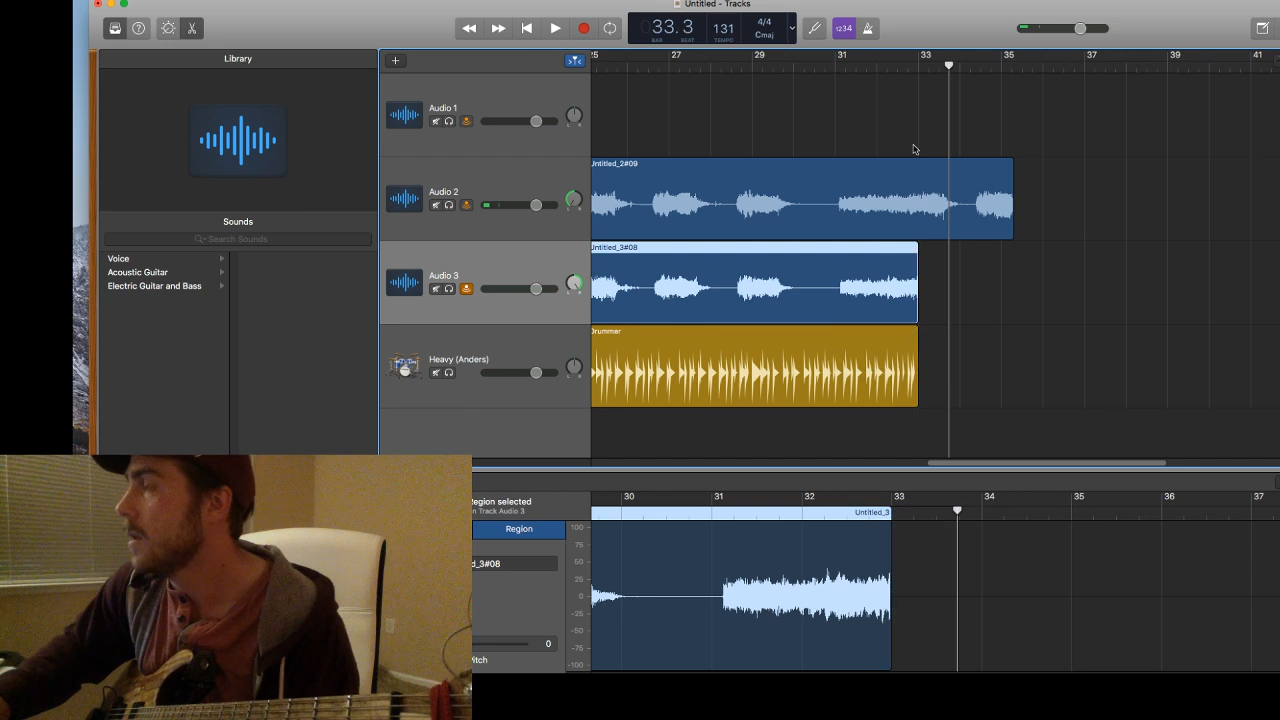 Untitled - Tracks
33.3
BAR
BEAT
131
TEMPO
4/4
Cmaj
1234
Library
Sounds
Search Sounds
Voice
Acoustic Guitar
Electric Guitar and Bass
25 27 29 31 33 35 37 39 41
Audio 1
L R
Untitled_2#09
Audio 2
L R
Untitled_3#08
Audio 3
L R
Drummer
Heavy (Anders)
L R
30 31 32 33 34 35 36 37
Region selected
n Track Audio 3
Untitled_3
Region
d_3#08
0
Pitch
100
75
50
25
0
-25
-50
-75
-100